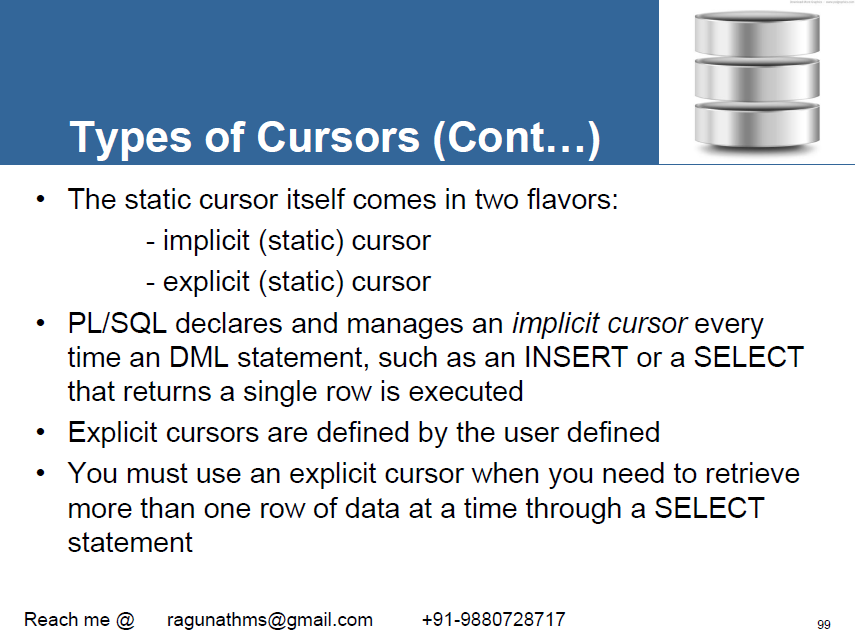 Types of Cursors (Cont…)
• The static cursor itself comes in two flavors:
- implicit (static) cursor
- explicit (static) cursor
• PL/SQL declares and manages an implicit cursor every
time an DML statement, such as an INSERT or a SELECT
that returns a single row is executed
• Explicit cursors are defined by the user defined
• You must use an explicit cursor when you need to retrieve
more than one row of data at a time through a SELECT
statement
Reach me @ ragunathms@gmail.com +91-9880728717
99